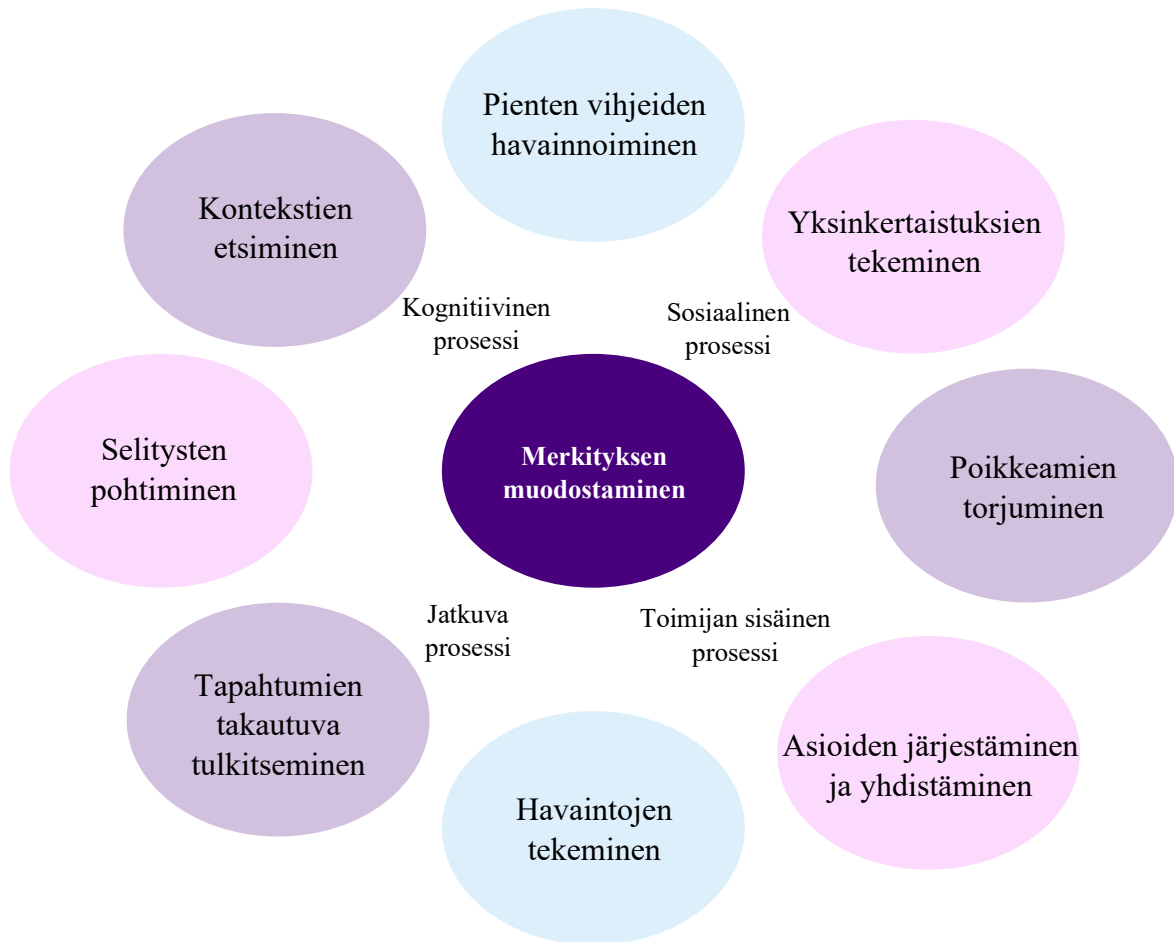 Pienten vihjeiden
havainnoiminen
Kontekstien
etsiminen
Yksinkertaistuksien
tekeminen
Kognitiivinen
prosessi
Sosiaalinen
prosessi
Selitysten
pohtiminen
Merkityksen
muodostaminen
Poikkeamien
torjuminen
Jatkuva
prosessi
Toimijan sisäinen
prosessi
Tapahtumien
takautuva
tulkitseminen
Asioiden järjestäminen
ja yhdistäminen
Havaintojen
tekeminen